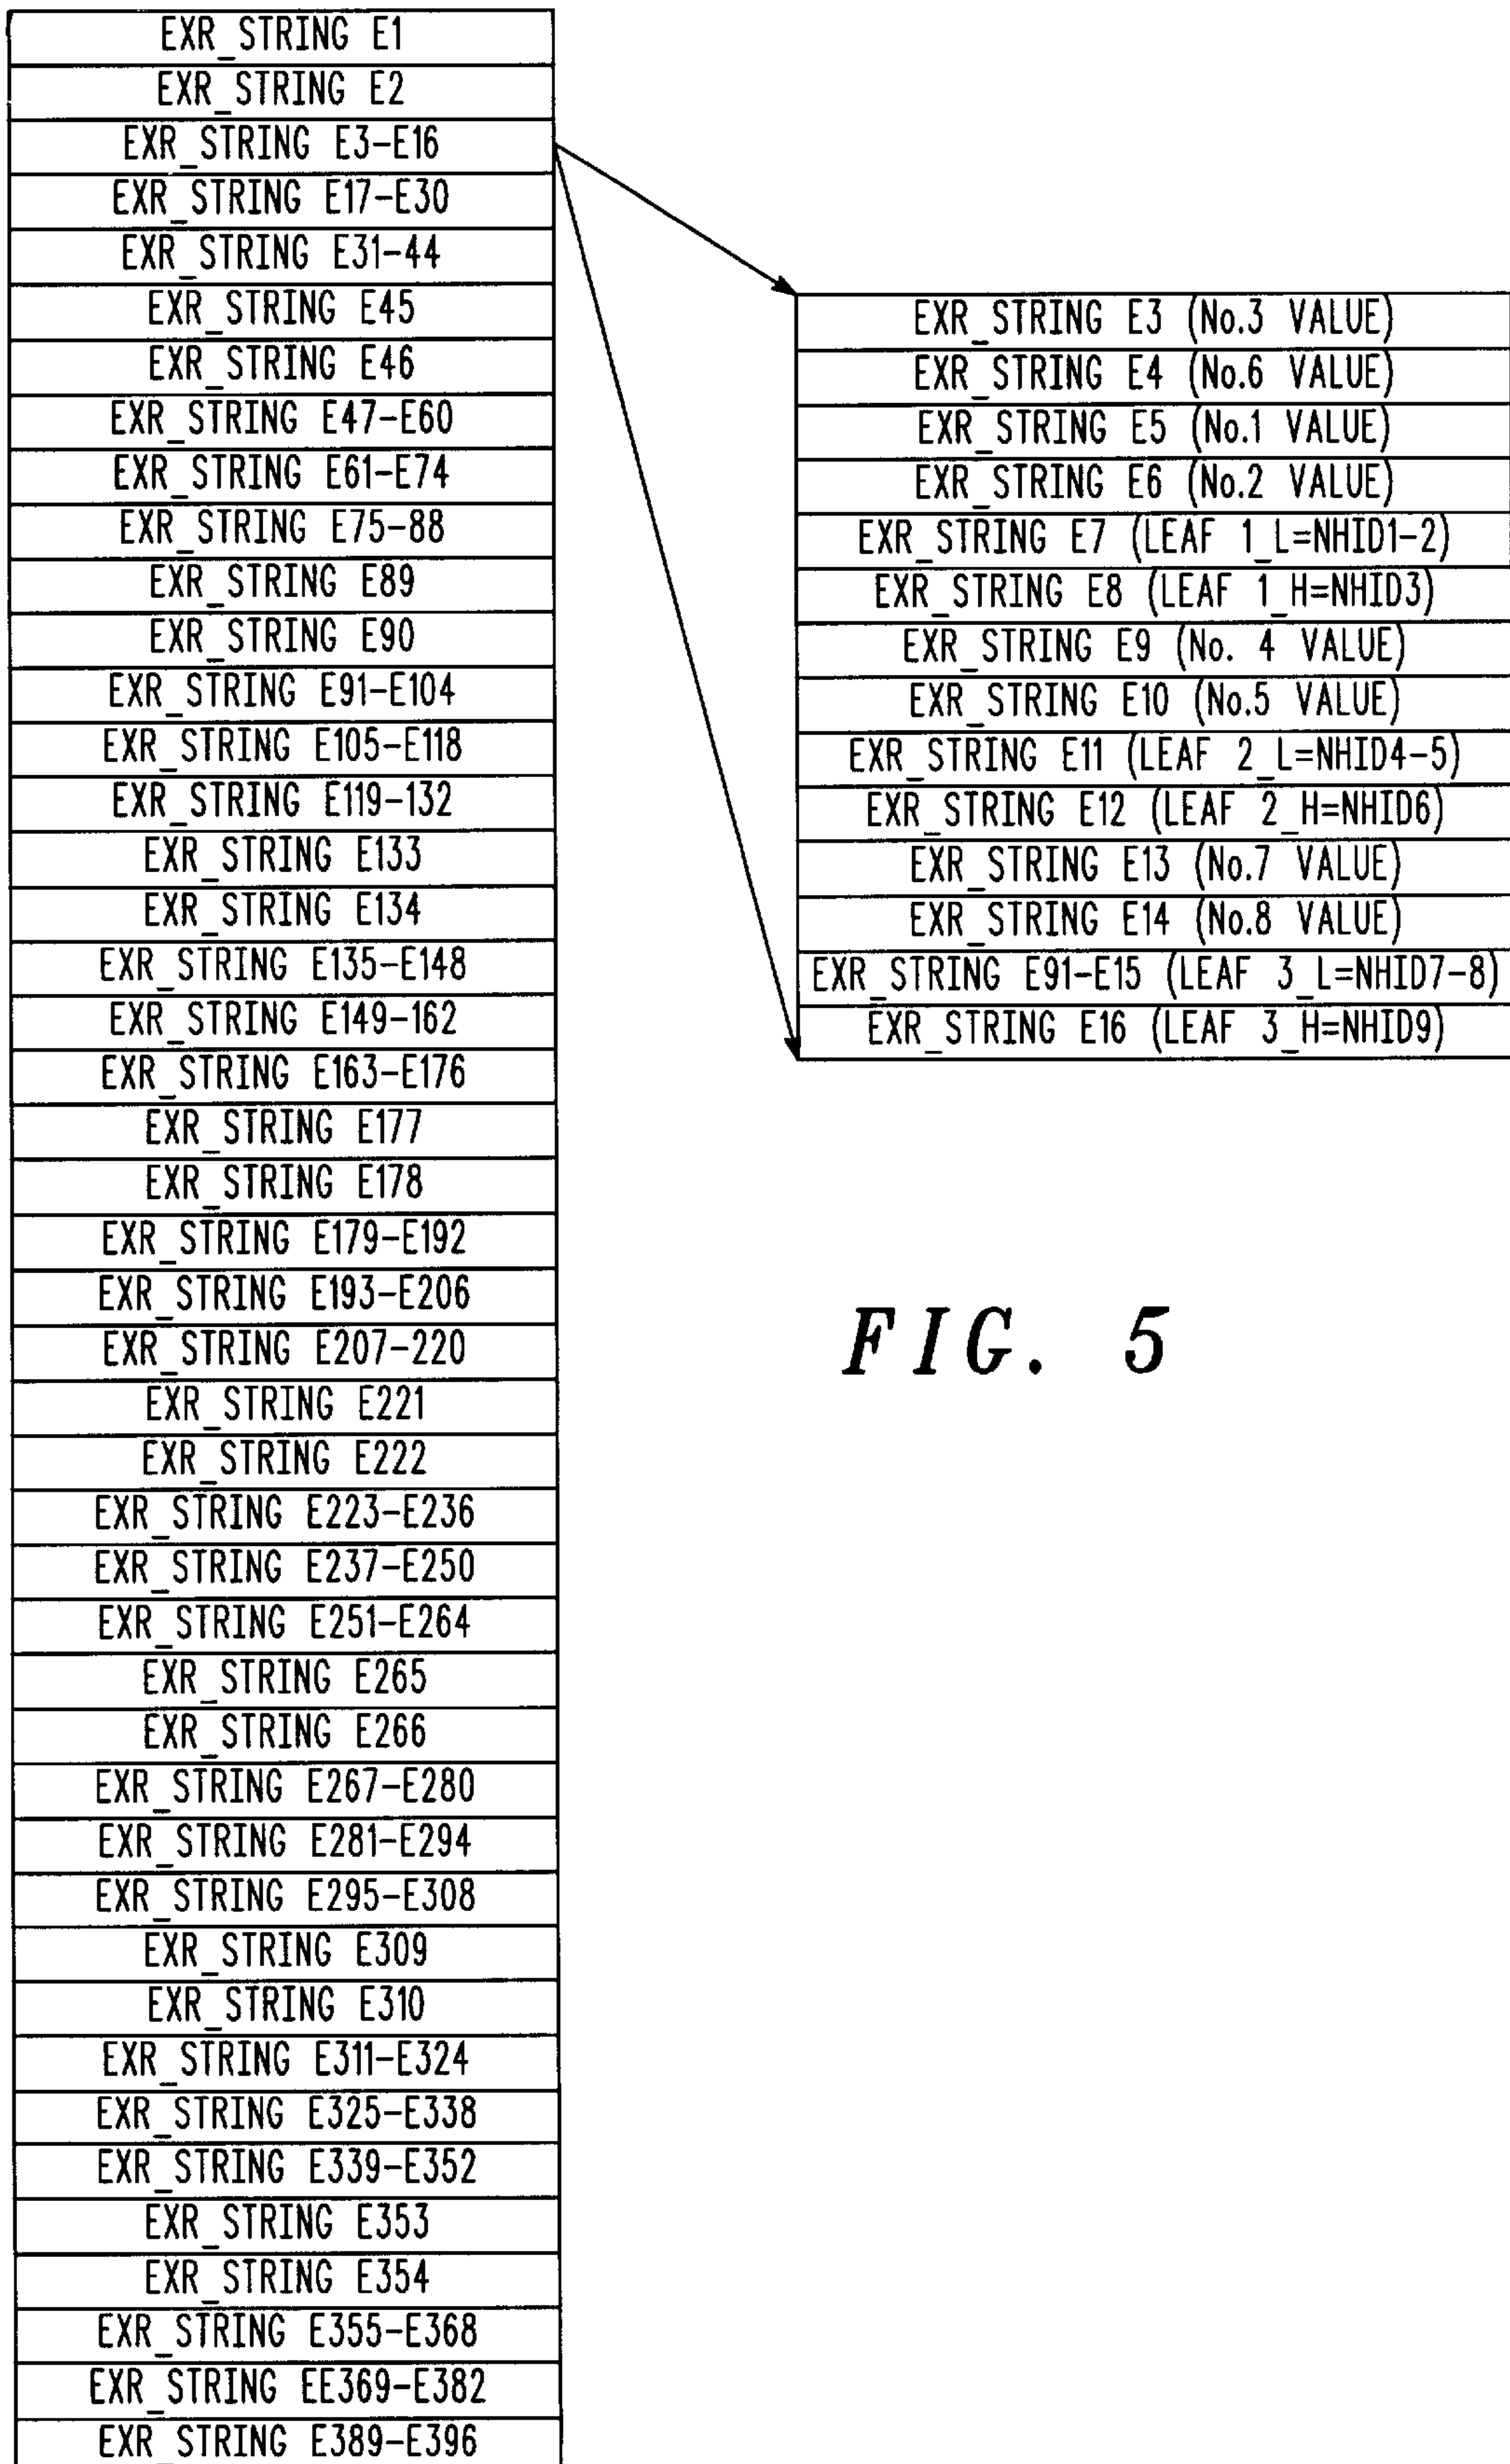 EXR_STRING E1
EXR_STRING E2
EXR_STRING E3-E16
EXR_STRING E17-E30
EXR_STRING E31-44
EXR_STRING E45
EXR_STRING E46
EXR_STRING E47-E60
EXR_STRING E61-E74
EXR_STRING E75-88
EXR_STRING E89
EXR_STRING E90
EXR_STRING E91-E104
EXR_STRING E105-E118
EXR_STRING E119-132
EXR_STRING E133
EXR_STRING E134
EXR_STRING E135-E148
EXR_STRING E149-162
EXR_STRING E163-E176
EXR_STRING E177
EXR_STRING E178
EXR_STRING E179-E192
EXR_STRING E193-E206
EXR_STRING E207-220
EXR_STRING E221
EXR_STRING E222
EXR_STRING E223-E236
EXR_STRING E237-E250
EXR_STRING E251-E264
EXR_STRING E265
EXR_STRING E266
EXR_STRING E267-E280
EXR_STRING E281-E294
EXR_STRING E295-E308
EXR_STRING E309
EXR_STRING E310
EXR_STRING E311-E324
EXR_STRING E325-E338
EXR_STRING E339-E352
EXR_STRING E353
EXR_STRING E354
EXR_STRING E355-E368
EXR_STRING EE369-E382
EXR_STRING E389-E396
EXR_STRING E3 (No.3 VALUE)
EXR_STRING E4 (No.6 VALUE)
EXR_STRING E5 (No.1 VALUE)
EXR_STRING E6 (No.2 VALUE)
EXR_STRING E7 (LEAF 1_L=NHID1-2)
EXR_STRING E8 (LEAF 1_H=NHID3)
EXR_STRING E9 (No. 4 VALUE)
EXR_STRING E10 (No.5 VALUE)
EXR_STRING E11 (LEAF 2_L=NHID4-5)
EXR_STRING E12 (LEAF 2_H=NHID6)
EXR_STRING E13 (No.7 VALUE)
EXR_STRING E14 (No.8 VALUE)
EXR_STRING E91-E15 (LEAF 3_L=NHID7-8)
EXR_STRING E16 (LEAF 3_H=NHID9)
FIG. 5